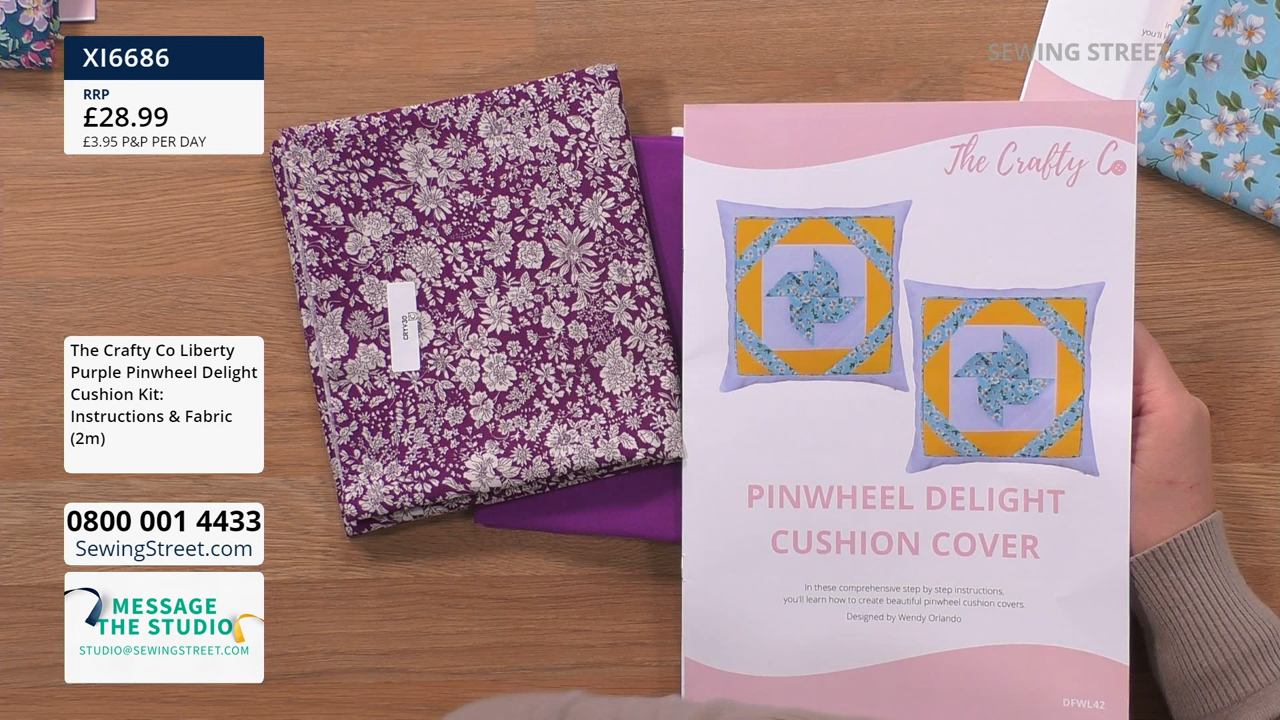 XI6686
RRP
£28.99
£3.95 P&P PER DAY
The Crafty Co Liberty
Purple Pinwheel Delight
Cushion Kit:
Instructions & Fabric
(2m)
0800 001 4433
SewingStreet.com
MESSAGE
THE STUDIO
STUDIO@SEWINGSTREET.COM
SEWING STREET
The Crafty Co
PINWHEEL DELIGHT
CUSHION COVER
In these comprehensive step by step instructions,
you'll learn how to create beautiful pinwheel cushion covers.
Designed by Wendy Orlando
DFWL42
you'll